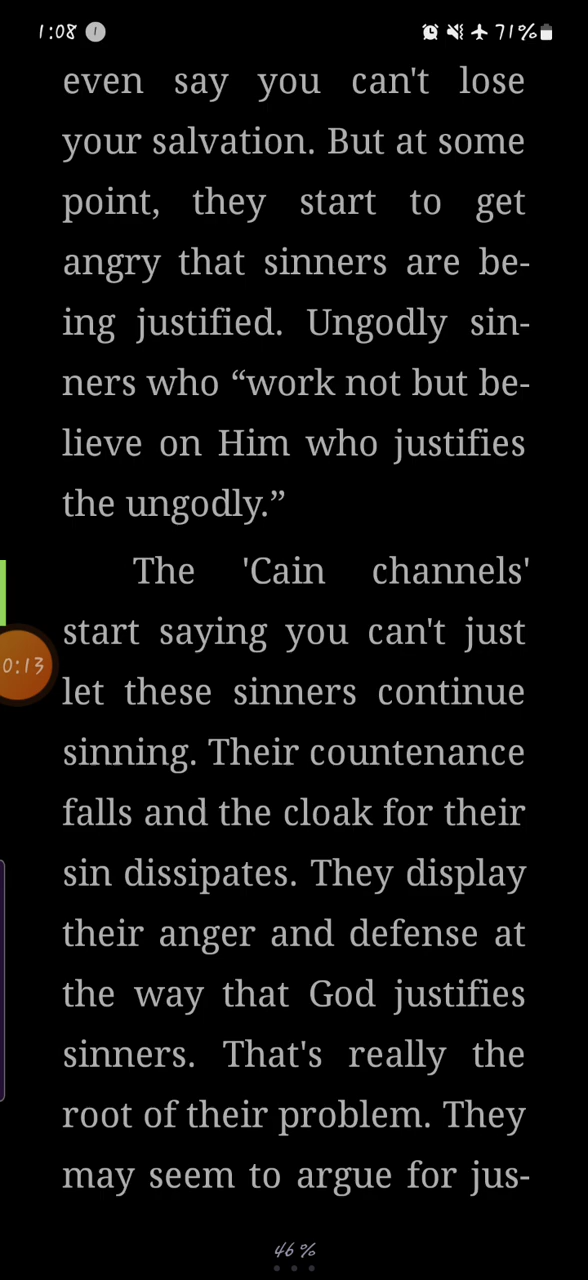 1:08
71%
even say you can't lose
your salvation. But at some
point, they start to get
angry that sinners are be-
ing justified. Ungodly sin-
ners who “work not but be-
lieve on Him who justifies
the ungodly.”
The 'Cain channels'
start saying you can't just
0:13
let these sinners continue
sinning. Their countenance
falls and the cloak for their
sin dissipates. They display
their anger and defense at
the way that God justifies
sinners. That's really the
root of their problem. They
may seem to argue for jus-
46%